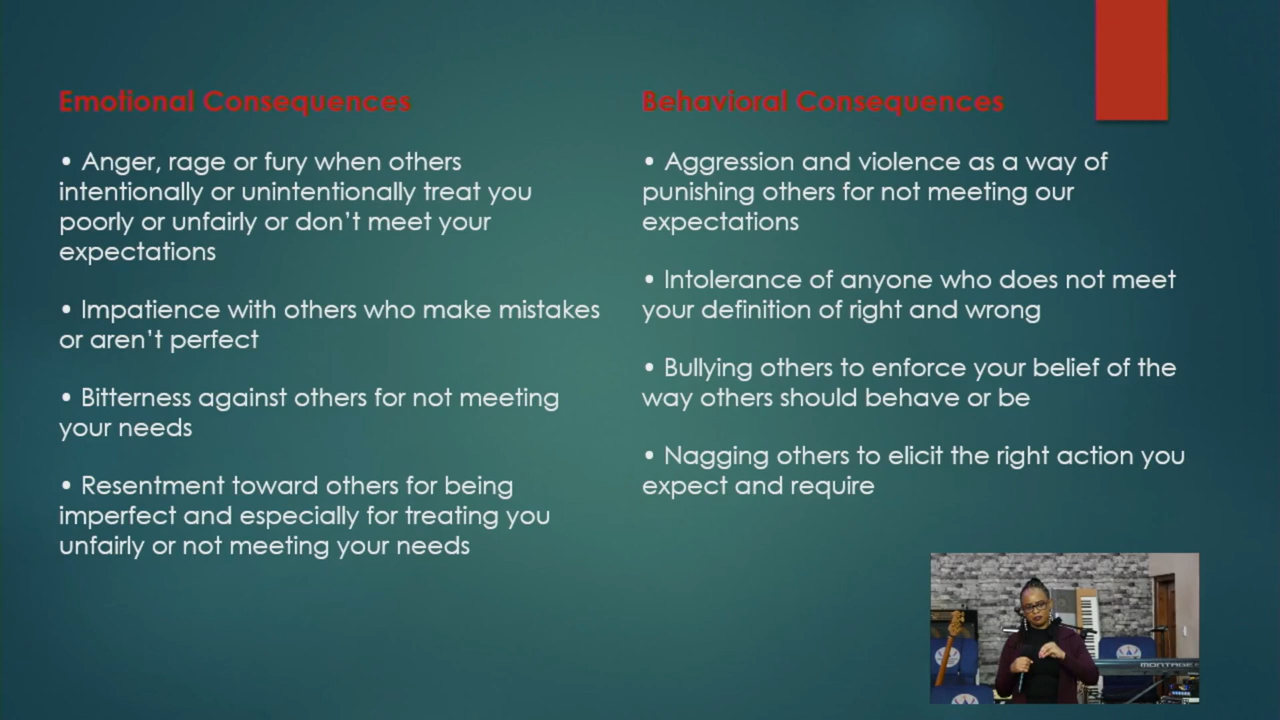 Emotional Consequences
• Anger, rage or fury when others
intentionally or unintentionally treat you
poorly or unfairly or don’t meet your
expectations
• Impatience with others who make mistakes
or aren’t perfect
• Bitterness against others for not meeting
your needs
• Resentment toward others for being
imperfect and especially for treating you
unfairly or not meeting your needs
Behavioral Consequences
• Aggression and violence as a way of
punishing others for not meeting our
expectations
• Intolerance of anyone who does not meet
your definition of right and wrong
• Bullying others to enforce your belief of the
way others should behave or be
• Nagging others to elicit the right action you
expect and require
MONTAGE